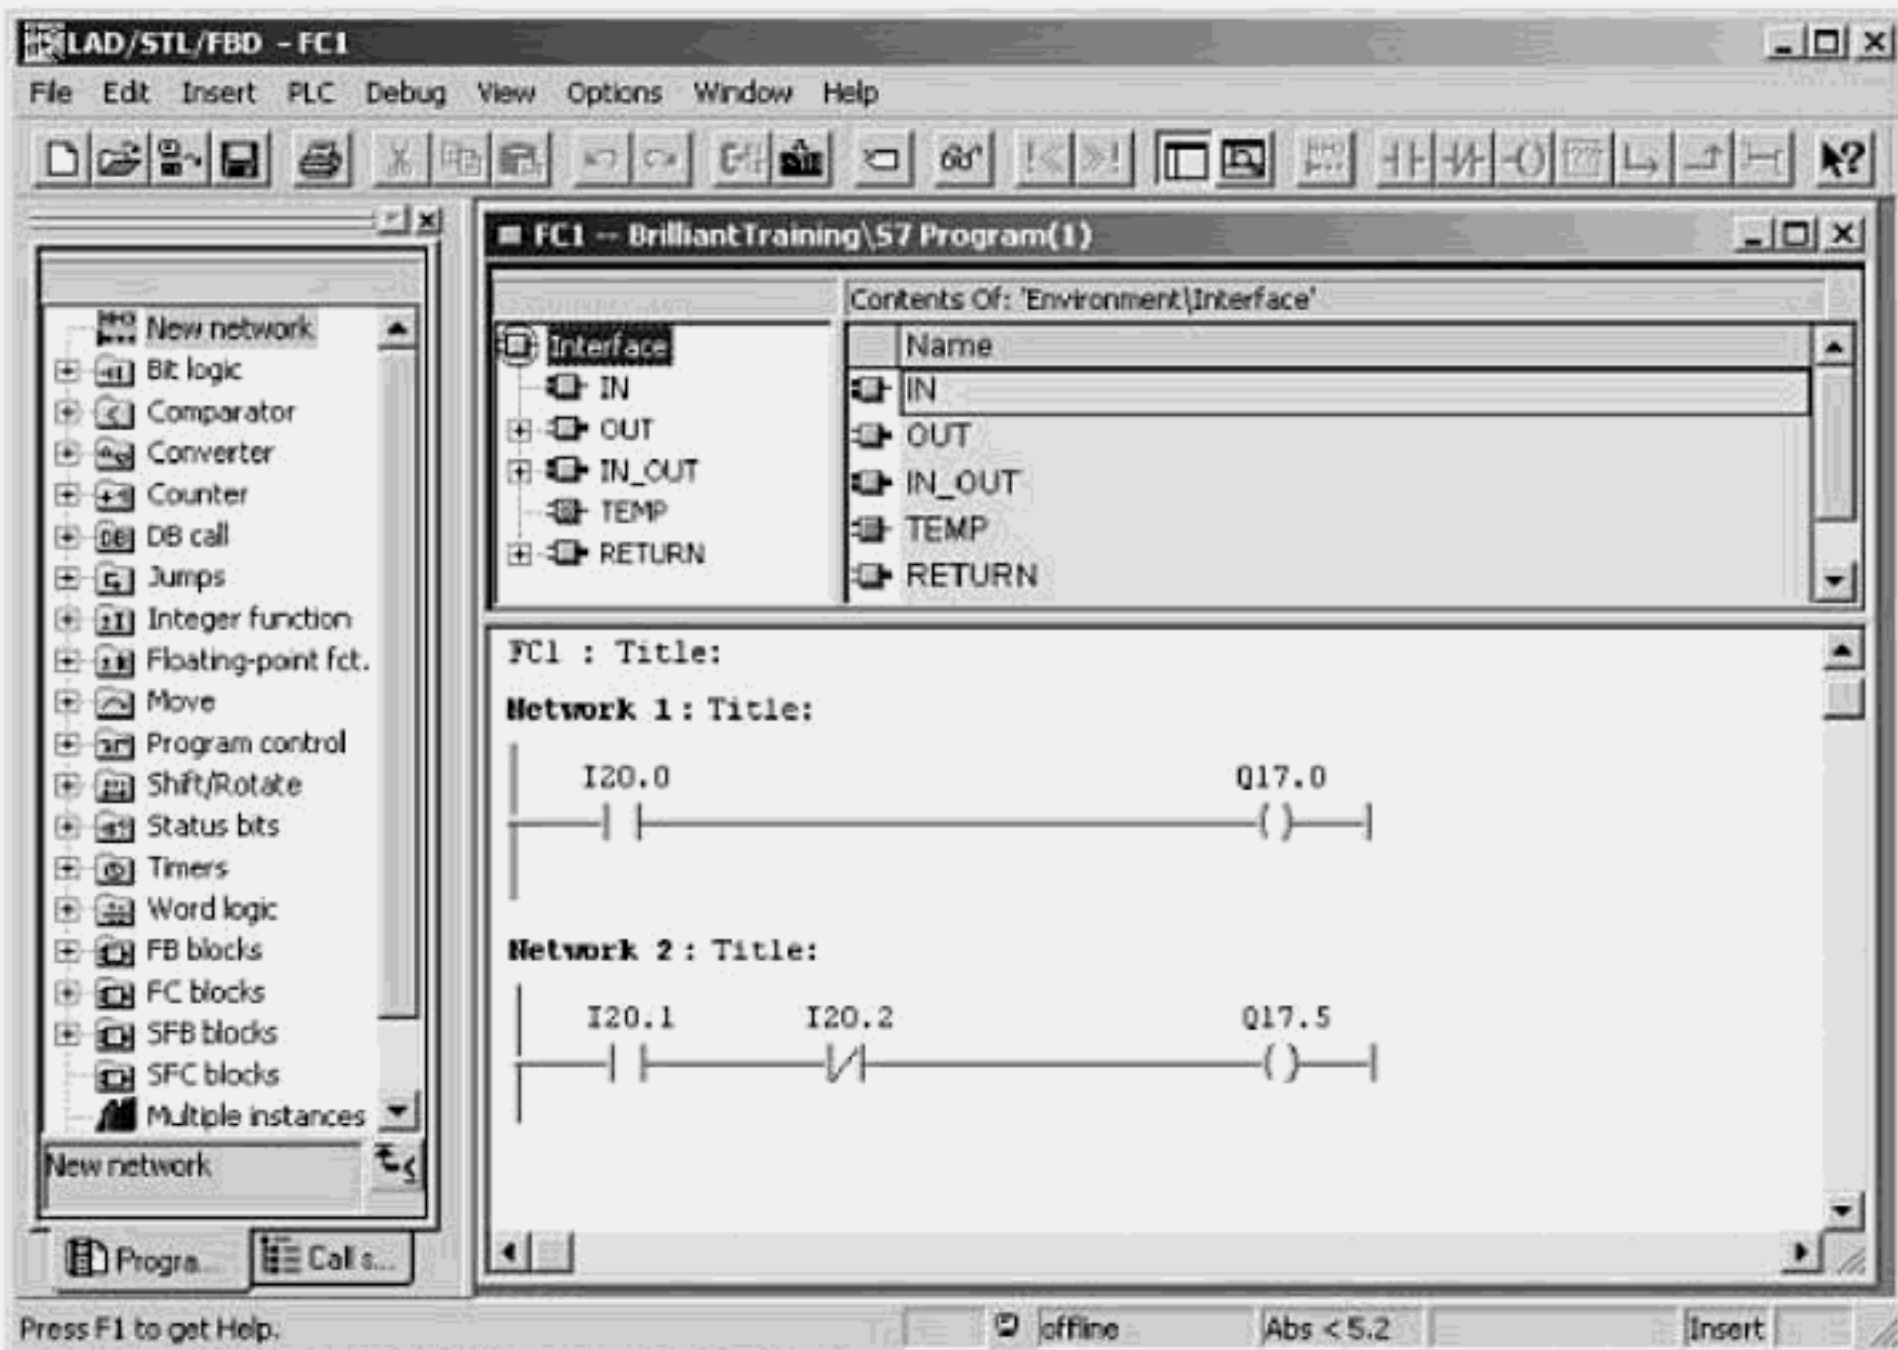 LAD/STL/FBD - FC1
File Edit Insert PLC Debug View Options Window Help
New network
Bit logic
Comparator
Converter
Counter
DB call
Jumps
Integer function
Floating-point fct.
Move
Program control
Shift/Rotate
Status bits
Timers
Word logic
FB blocks
FC blocks
SFB blocks
SFC blocks
Multiple instances
New network
Progra...
Call s...
FC1 -- BrilliantTraining\S7 Program(1)
Contents Of: 'Environment\Interface'
Interface
IN
OUT
IN_OUT
TEMP
RETURN
Name
IN
OUT
IN_OUT
TEMP
RETURN
FC1 : Title:
Network 1 : Title:
I20.0 Q17.0
Network 2 : Title:
I20.1 I20.2 Q17.5
Press F1 to get Help.
offline
Abs < 5.2
Insert